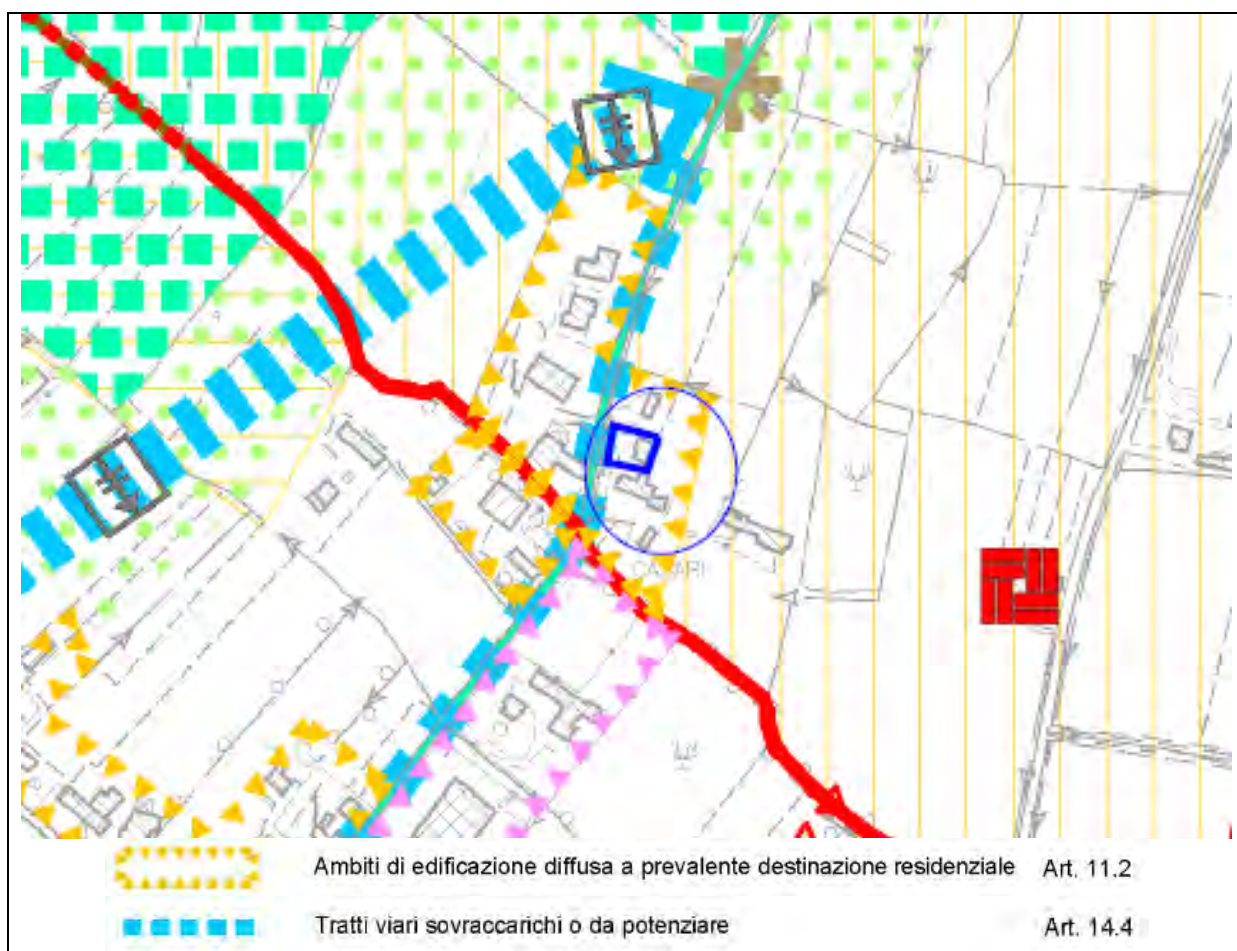 Ambiti di edificazione diffusa a prevalente destinazione residenziale Art. 11.2
Tratti viari sovraccarichi o da potenziare Art. 14.4